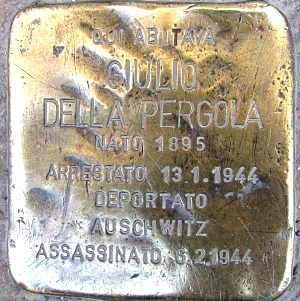 QUI ABITAVA
GIULIO
DELLA PERGOLA
NATO 1895
ARRESTATO 13.1.1944
DEPORTATO
AUSCHWITZ
ASSASSINATO 6.2.1944